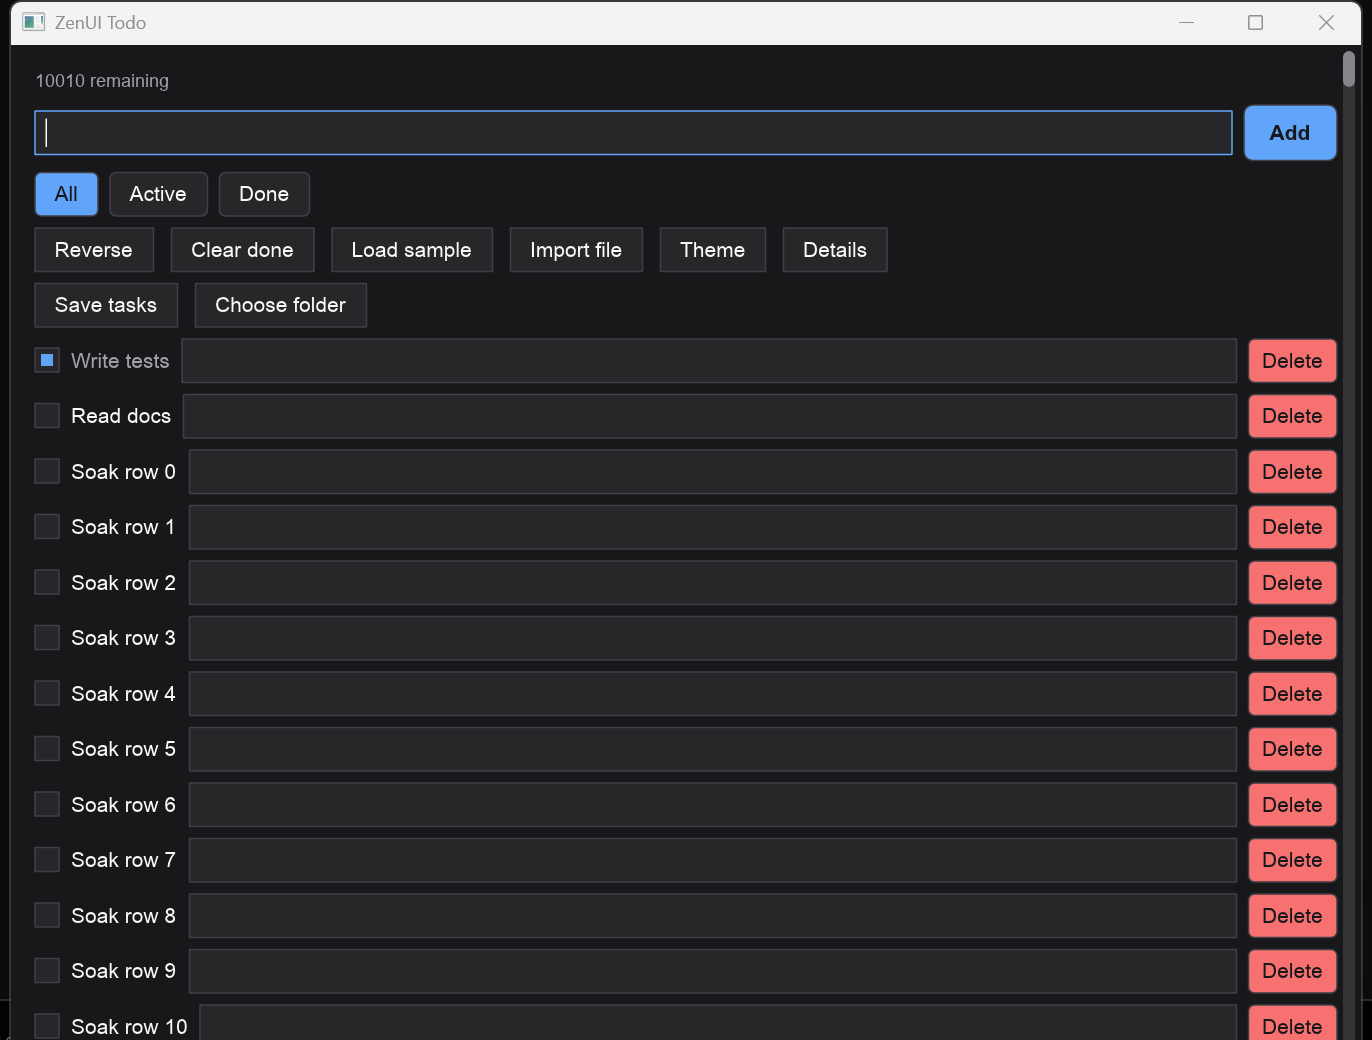 ZenUI Todo
10010 remaining
Add
All Active Done
Reverse Clear done Load sample Import file Theme Details
Save tasks Choose folder
Write tests Delete
Read docs Delete
Soak row 0 Delete
Soak row 1 Delete
Soak row 2 Delete
Soak row 3 Delete
Soak row 4 Delete
Soak row 5 Delete
Soak row 6 Delete
Soak row 7 Delete
Soak row 8 Delete
Soak row 9 Delete
Soak row 10 Delete